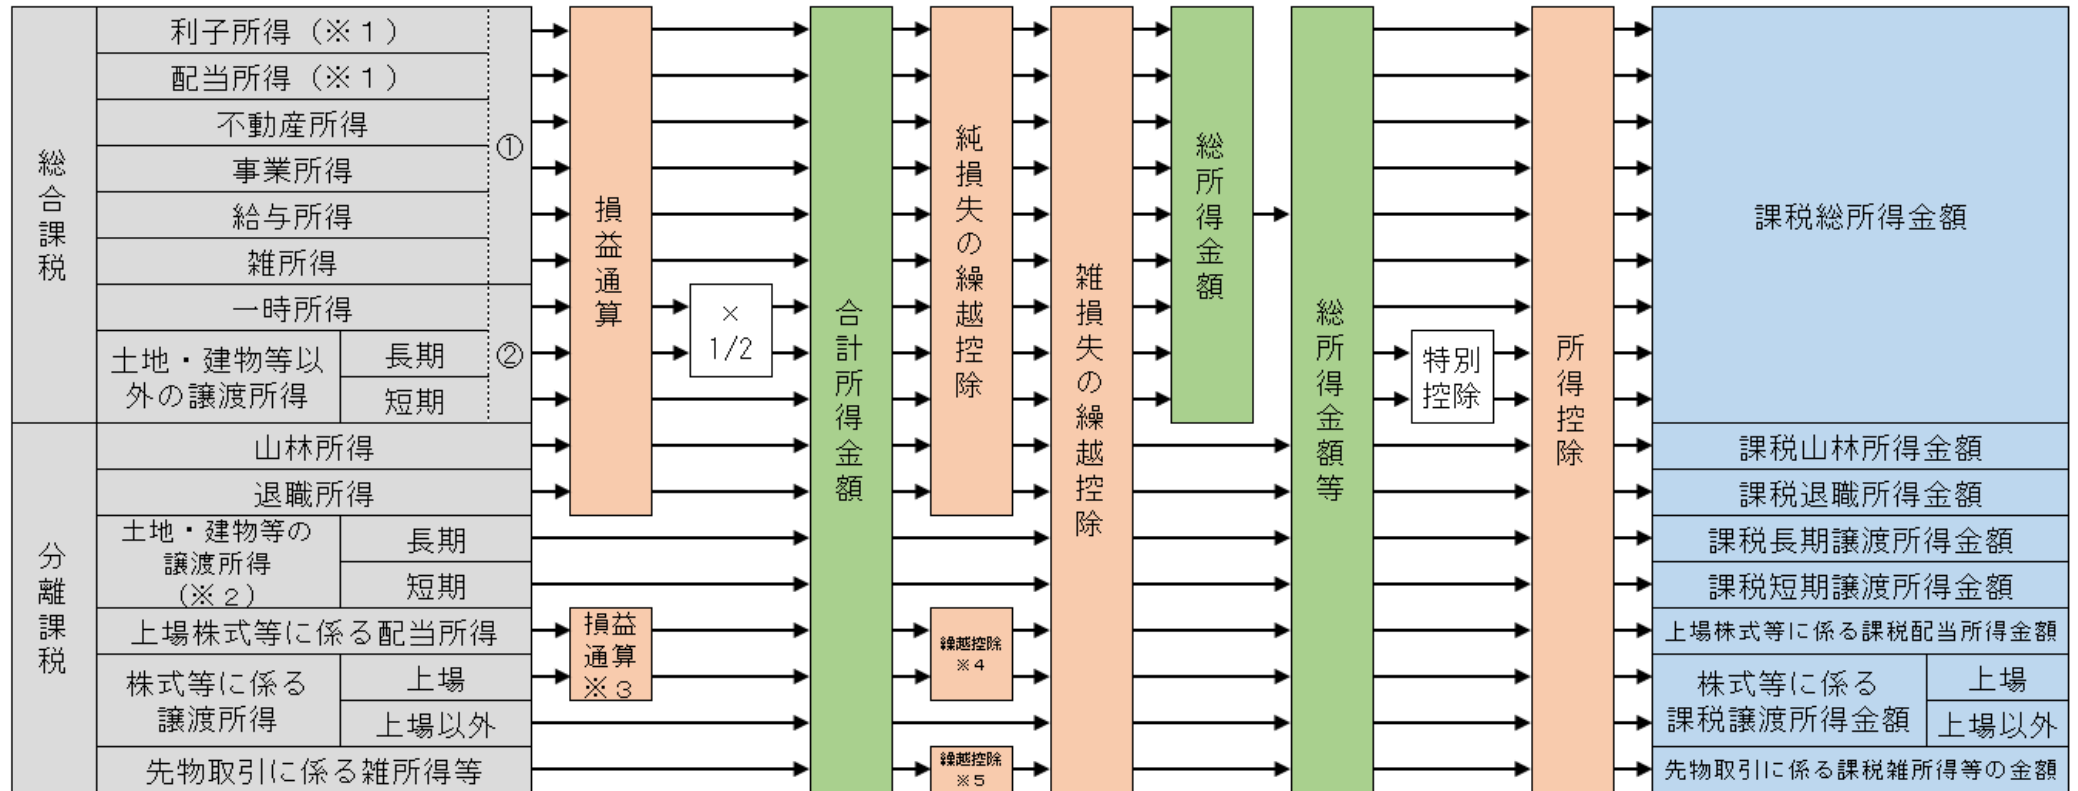 総合課税
利子所得（※１）
配当所得（※１）
不動産所得
事業所得
給与所得
雑所得
①
一時所得
土地・建物等以
外の譲渡所得
長期
短期
②
分離課税
山林所得
退職所得
土地・建物等の
譲渡所得
（※２）
長期
短期
上場株式等に係る配当所得
株式等に係る
譲渡所得
上場
上場以外
先物取引に係る雑所得等
損益通算
損益
通算
※３
×
1/2
合計所得金額
純損失の繰越控除
繰越控除
※４
繰越控除
※５
雑損失の繰越控除
総所得金額
総所得金額等
特別
控除
所得控除
課税総所得金額
課税山林所得金額
課税退職所得金額
課税長期譲渡所得金額
課税短期譲渡所得金額
上場株式等に係る課税配当所得金額
株式等に係る
課税譲渡所得金額
上場
上場以外
先物取引に係る課税雑所得等の金額